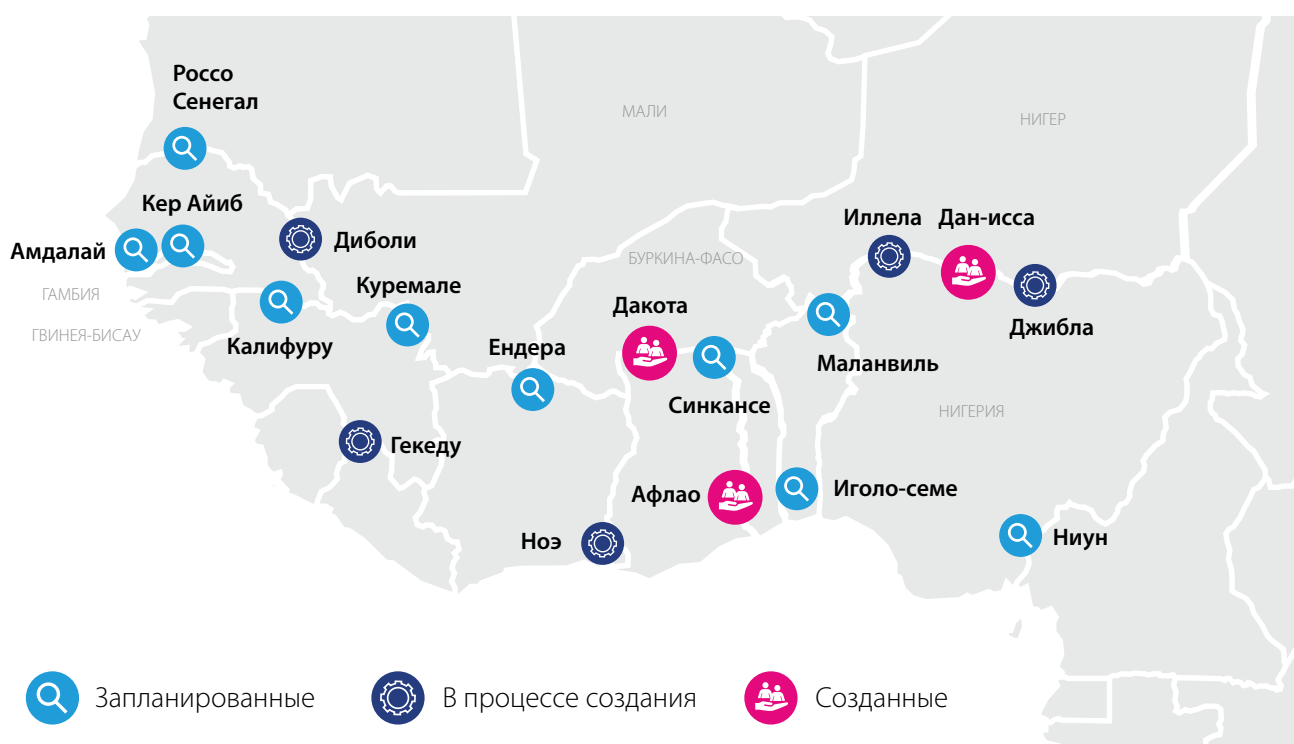 Россо
Сенегал
МАЛИ
НИГЕР
Кер Айиб
Иллела
Дан-исса
Амдалай
Диболи
БУРКИНА-ФАСО
ГАМБИЯ
Куремале
Дакота
Джибла
ГВИНЕЯ-БИСАУ
Калифуру
Ендера
Маланвиль
Синкансе
НИГЕРИЯ
Гекеду
Афлао
Иголо-семе
Ноэ
Ниун
Запланированные
В процессе создания
Созданные